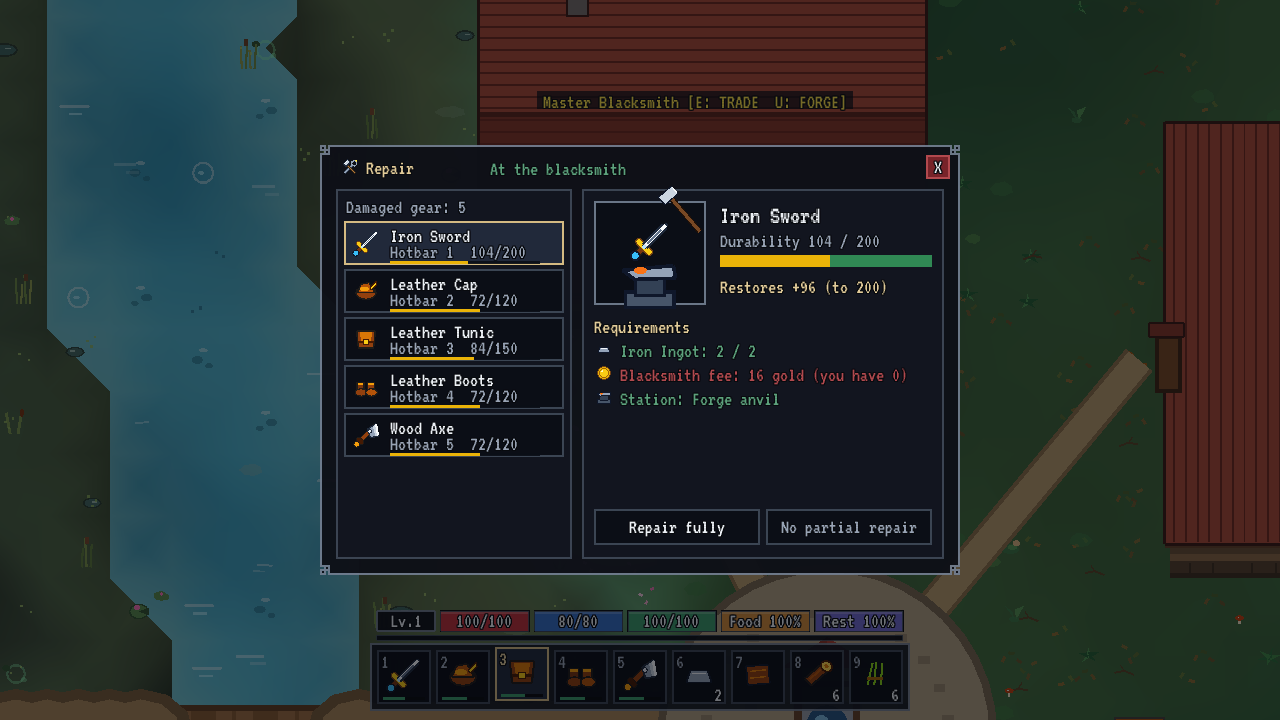 Master Blacksmith [E: TRADE  U: FORGE]
Repair
At the blacksmith
X
Damaged gear: 5
Iron Sword
Hotbar 1  104/200
Leather Cap
Hotbar 2  72/120
Leather Tunic
Hotbar 3  84/150
Leather Boots
Hotbar 4  72/120
Wood Axe
Hotbar 5  72/120
Iron Sword
Durability 104 / 200
Restores +96 (to 200)
Requirements
Iron Ingot: 2 / 2
Blacksmith fee: 16 gold (you have 0)
Station: Forge anvil
Repair fully
No partial repair
Lv.1
100/100
80/80
100/100
Food 100%
Rest 100%
1
2
3
4
5
6
2
7
8
6
9
6